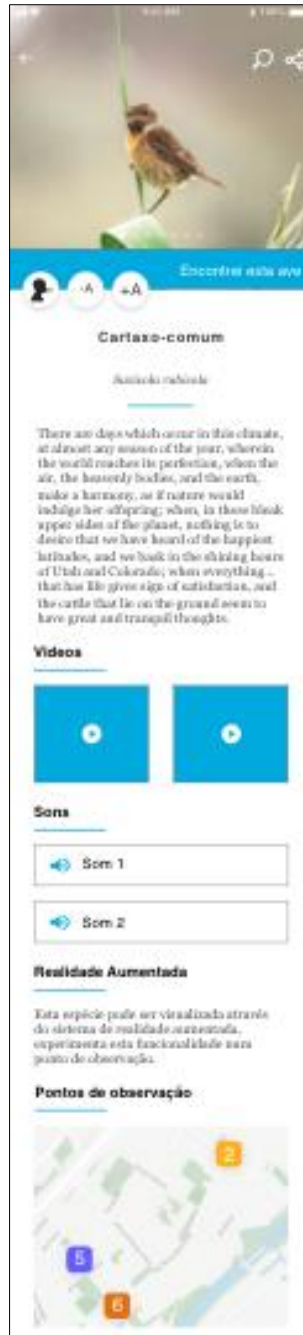 Encontrei esta ave
-A
+A
Cartaxo-comum
Saxicola rubicola
There are days which occur in this climate,
at almost any season of the year, wherein
the world reaches its perfection, when the
air, the heavenly bodies, and the earth,
make a harmony, as if nature would
indulge her offspring; when, in these bleak
upper sides of the planet, nothing is to
desire that we have heard of the happiest
latitudes, and we bask in the shining hours
of Utah and Colorado; when everything...
that has life gives sign of satisfaction, and
the cattle that lie on the ground seem to
have great and tranquil thoughts.
Videos
Sons
Som 1
Som 2
Realidade Aumentada
Esta espécie pode ser visualizada através
do sistema de realidade aumentada,
experimenta esta funcionalidade num
ponto de observação.
Pontos de observação
2
5
6